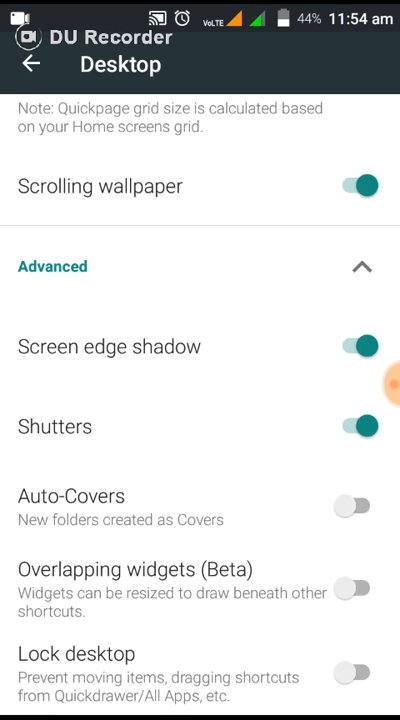 VoLTE 44% 11:54 am
DU Recorder
Desktop
Note: Quickpage grid size is calculated based
on your Home screens grid.
Scrolling wallpaper
Advanced
Screen edge shadow
Shutters
Auto-Covers
New folders created as Covers
Overlapping widgets (Beta)
Widgets can be resized to draw beneath other
shortcuts.
Lock desktop
Prevent moving items, dragging shortcuts
from Quickdrawer/All Apps, etc.